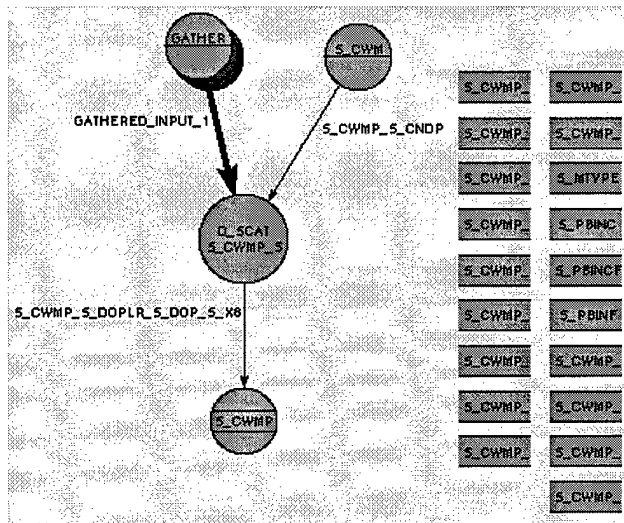 GATHER
S_CWM
GATHERED_INPUT_1
S_CWMP_S_CNDP
D_SCAT
S_CWMP_S
S_CWMP_S_DOPLR_S_DOP_S_X6
S_CWMP
S_CWMP_ S_CWMP_
S_CWMP_ S_CWMP_
S_CWMP_ S_MTYPE
S_CWMP_ S_PBINC
S_CWMP_ S_PBINCF
S_CWMP_ S_PBINF
S_CWMP_ S_CWMP_
S_CWMP_ S_CWMP_
S_CWMP_ S_CWMP_
S_CWMP_